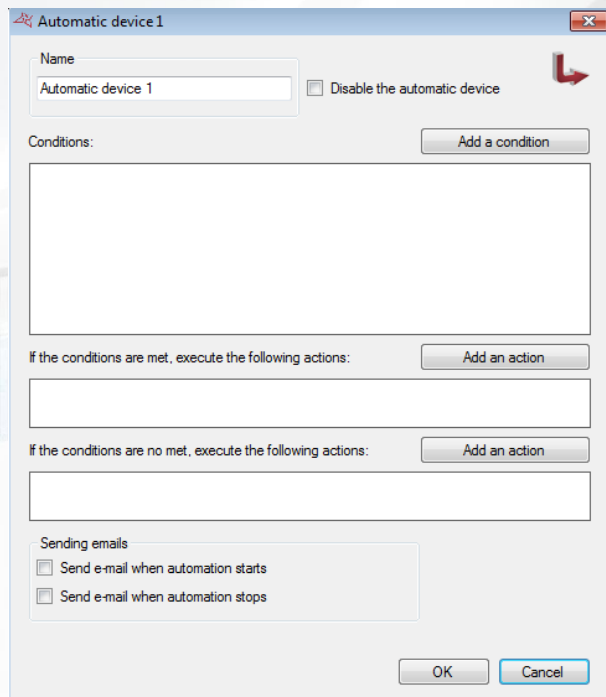 Automatic device 1
Name
Automatic device 1
Disable the automatic device
Conditions:
Add a condition
If the conditions are met, execute the following actions:
Add an action
If the conditions are no met, execute the following actions:
Add an action
Sending emails
Send e-mail when automation starts
Send e-mail when automation stops
OK
Cancel